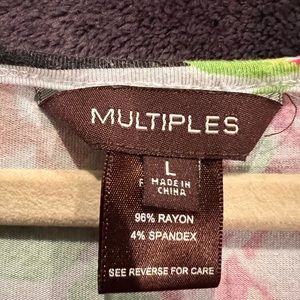 MULTIPLES
L
MADE IN
CHINA
96% RAYON
4% SPANDEX
SEE REVERSE FOR CARE